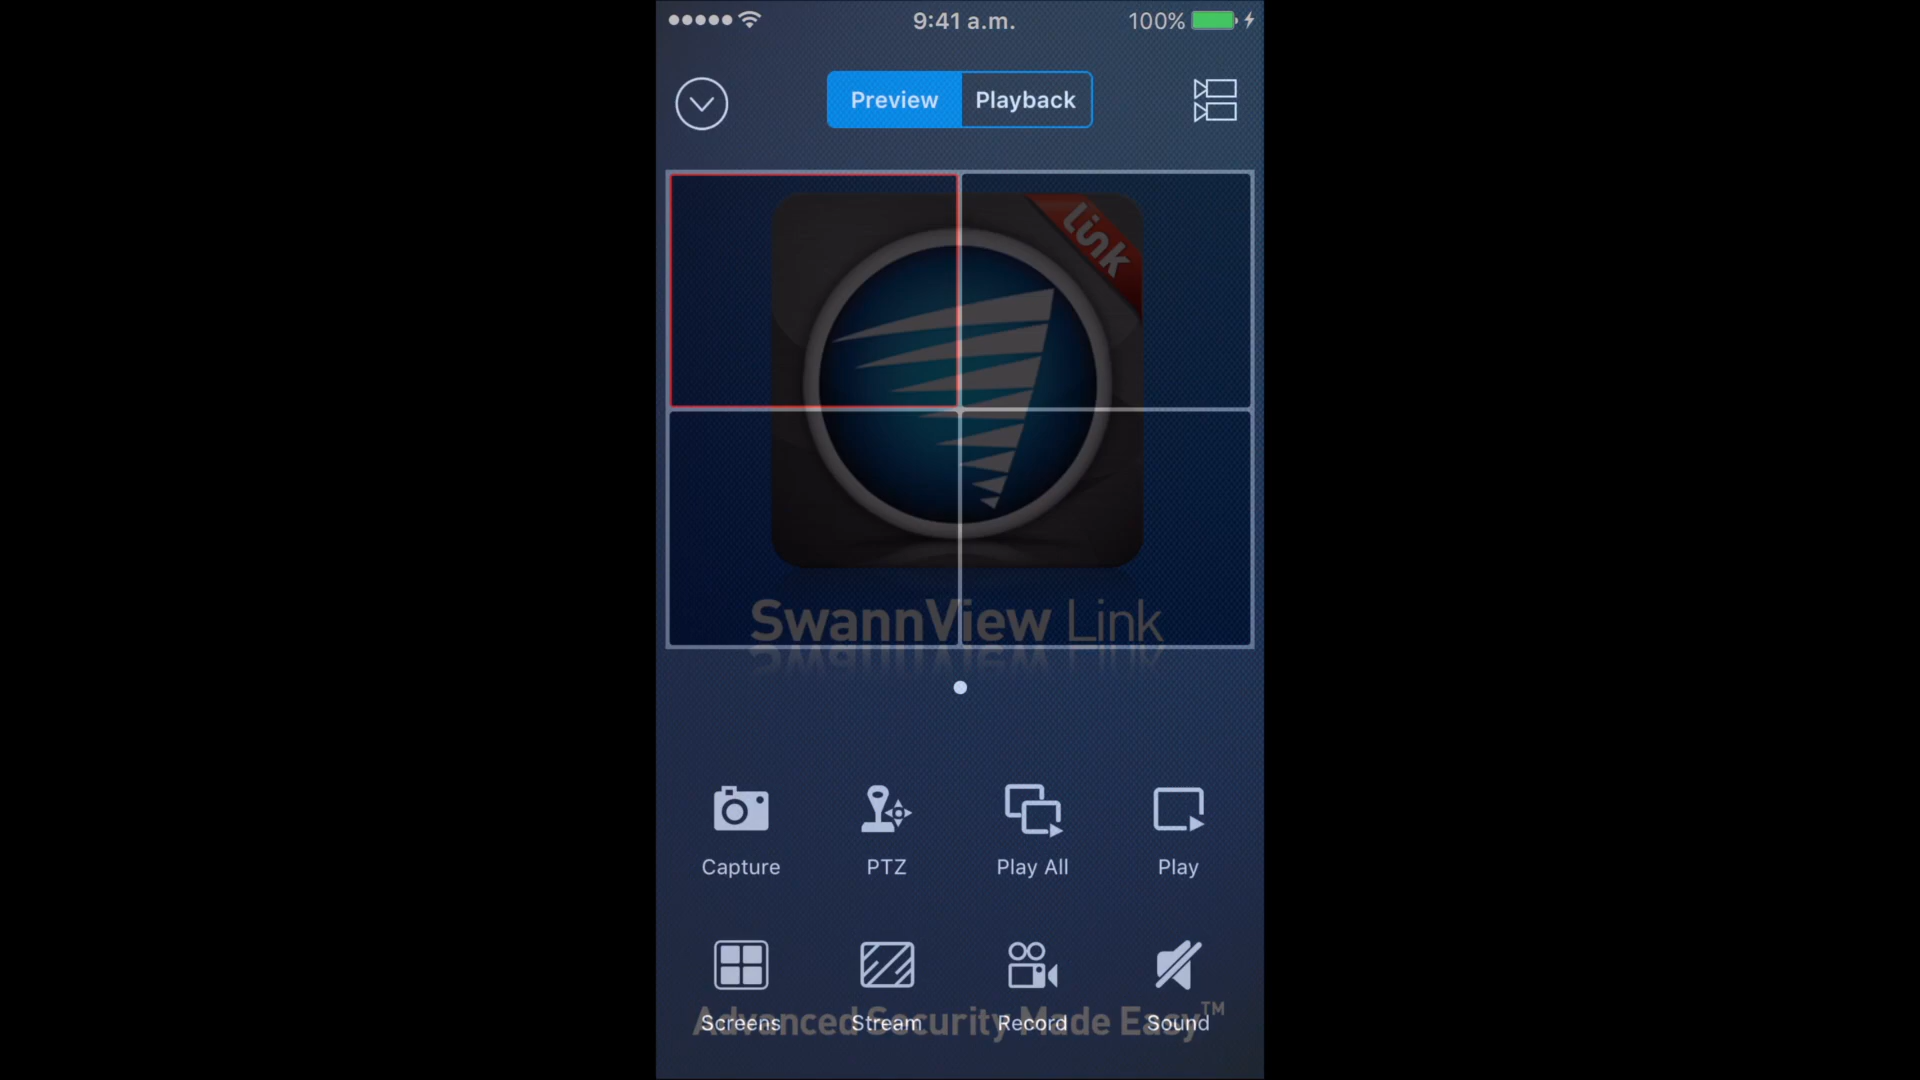 9:41 a.m.
100%
Preview
Playback
Link
SwannView Link
Capture
PTZ
Play All
Play
Screens
Stream
Record
Sound
Advanced Security Made Easy™